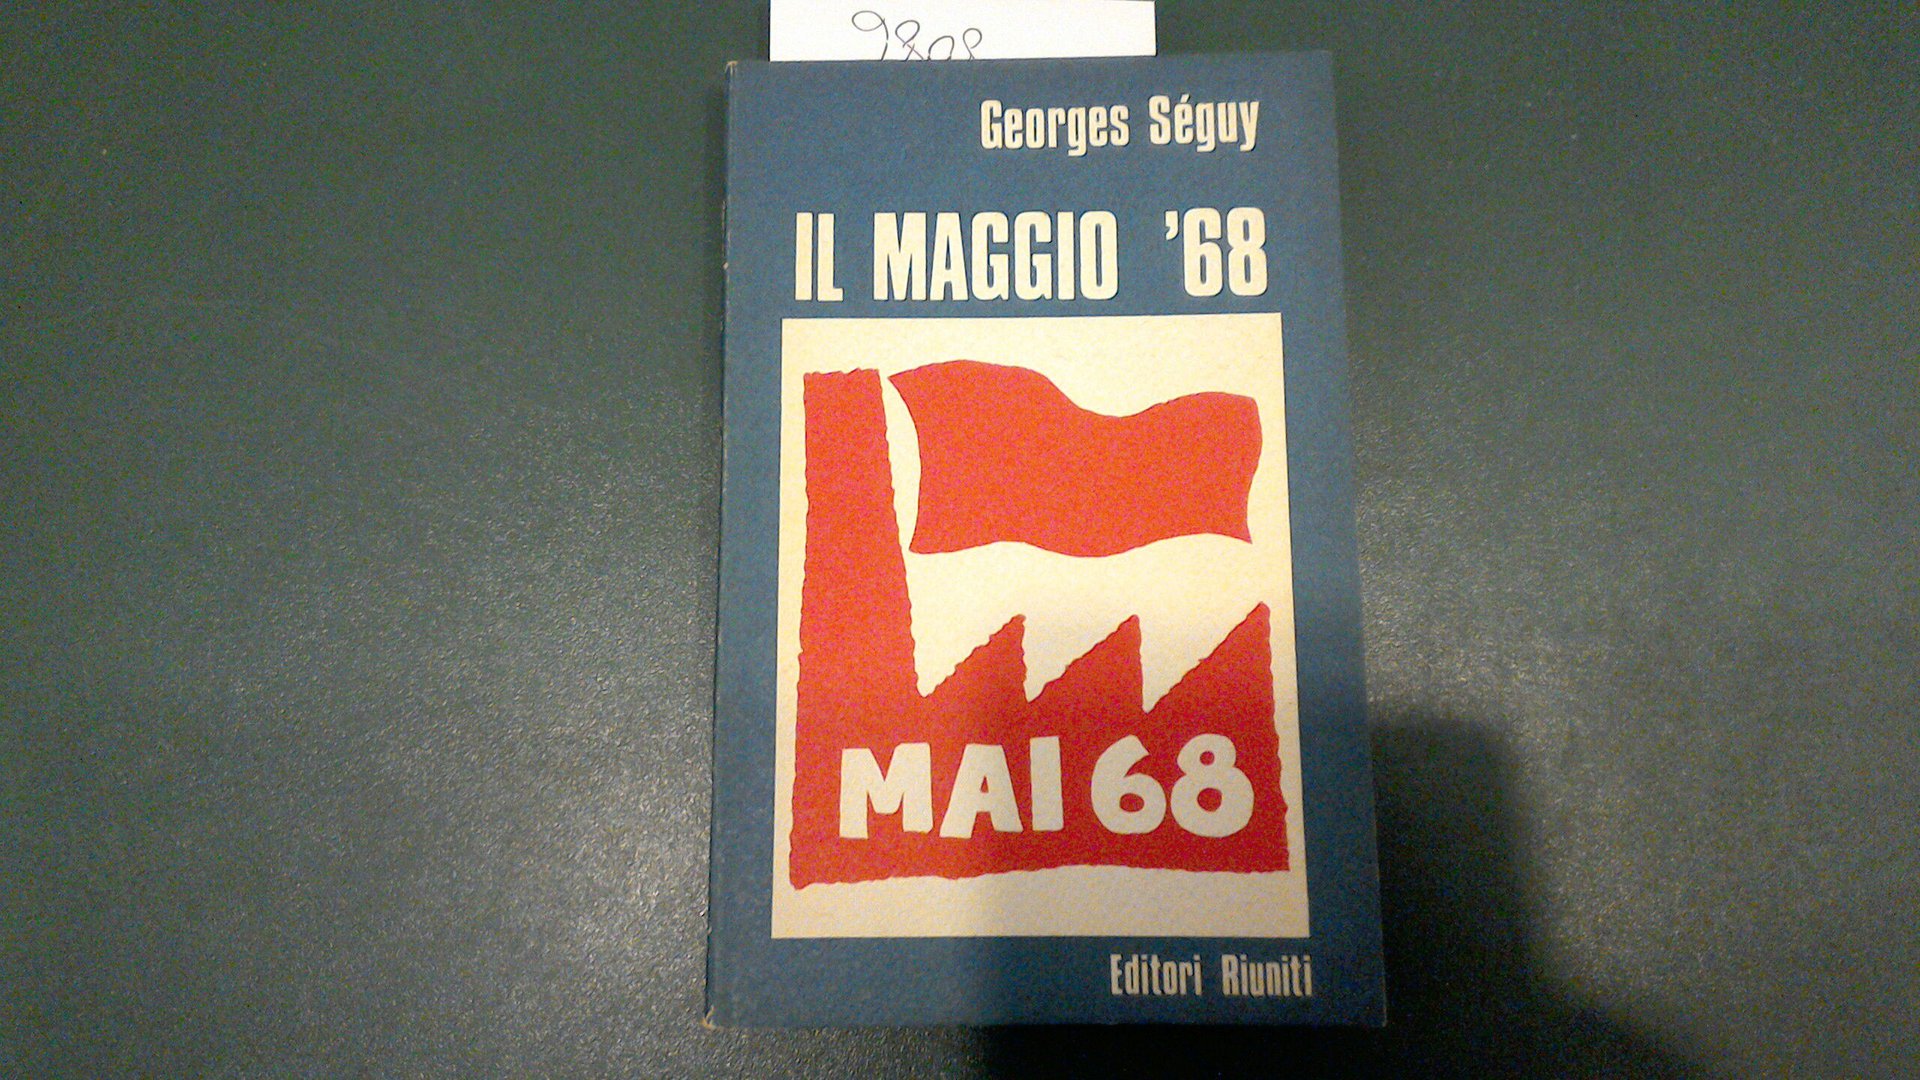 Georges Séguy
IL MAGGIO '68
MAI 68
Editori Riuniti